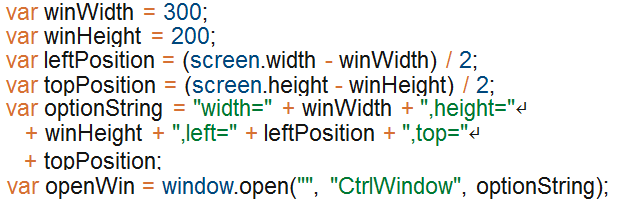 var winWidth = 300;
var winHeight = 200;
var leftPosition = (screen.width - winWidth) / 2;
var topPosition = (screen.height - winHeight) / 2;
var optionString = "width=" + winWidth + ",height="↵
+ winHeight + ",left=" + leftPosition + ",top="↵
+ topPosition;
var openWin = window.open("", "CtrlWindow", optionString);